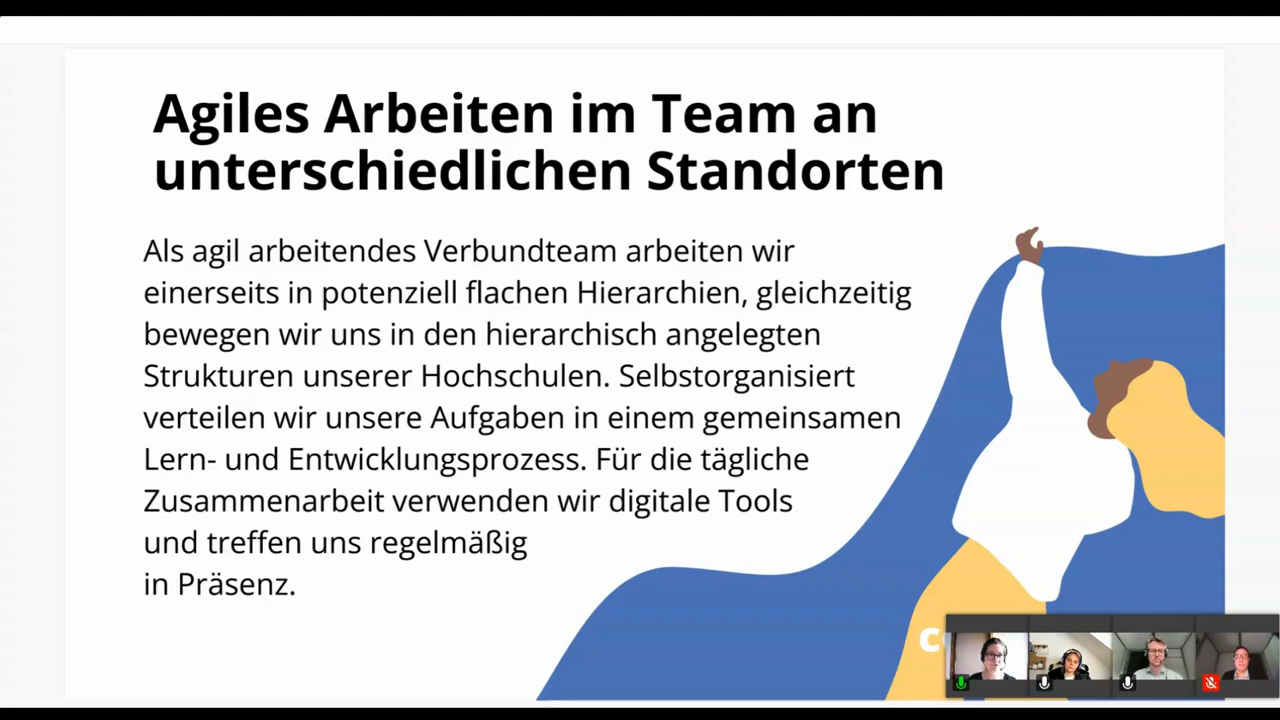 Agiles Arbeiten im Team an
unterschiedlichen Standorten
Als agil arbeitendes Verbundteam arbeiten wir
einerseits in potenziell flachen Hierarchien, gleichzeitig
bewegen wir uns in den hierarchisch angelegten
Strukturen unserer Hochschulen. Selbstorganisiert
verteilen wir unsere Aufgaben in einem gemeinsamen
Lern- und Entwicklungsprozess. Für die tägliche
Zusammenarbeit verwenden wir digitale Tools
und treffen uns regelmäßig
in Präsenz.